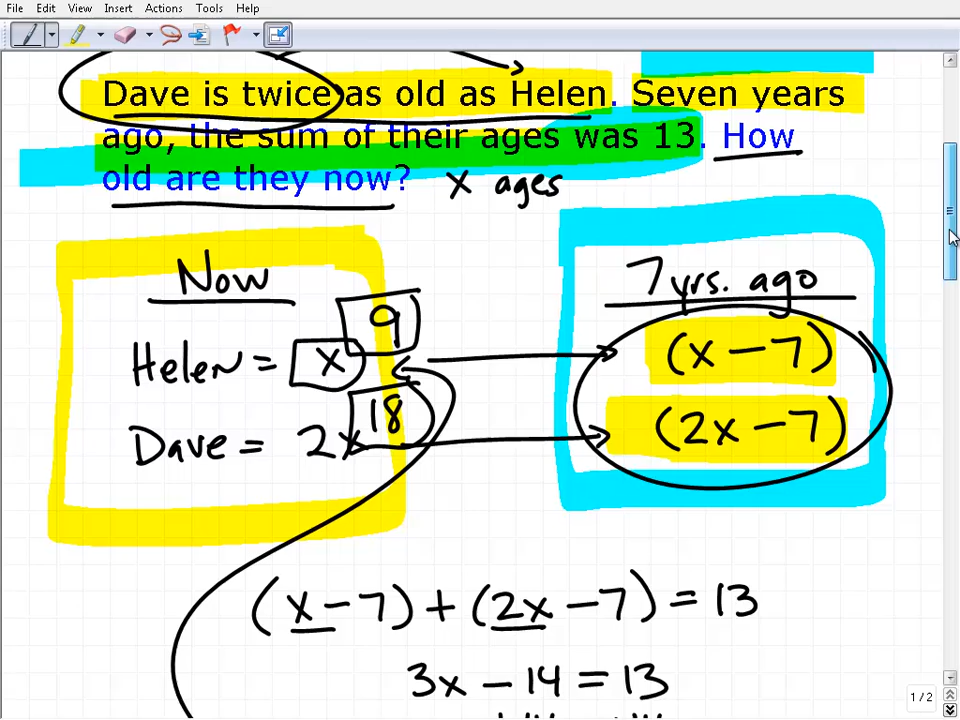 File Edit View Insert Actions Tools Help
Dave is twice as old as Helen. Seven years
ago, the sum of their ages was 13. How
old are they now? x ages
Now
9
Helen = x
18
Dave = 2x
7yrs. ago
(x - 7)
(2x - 7)
(x - 7) + (2x - 7) = 13
3x - 14 = 13
1 / 2